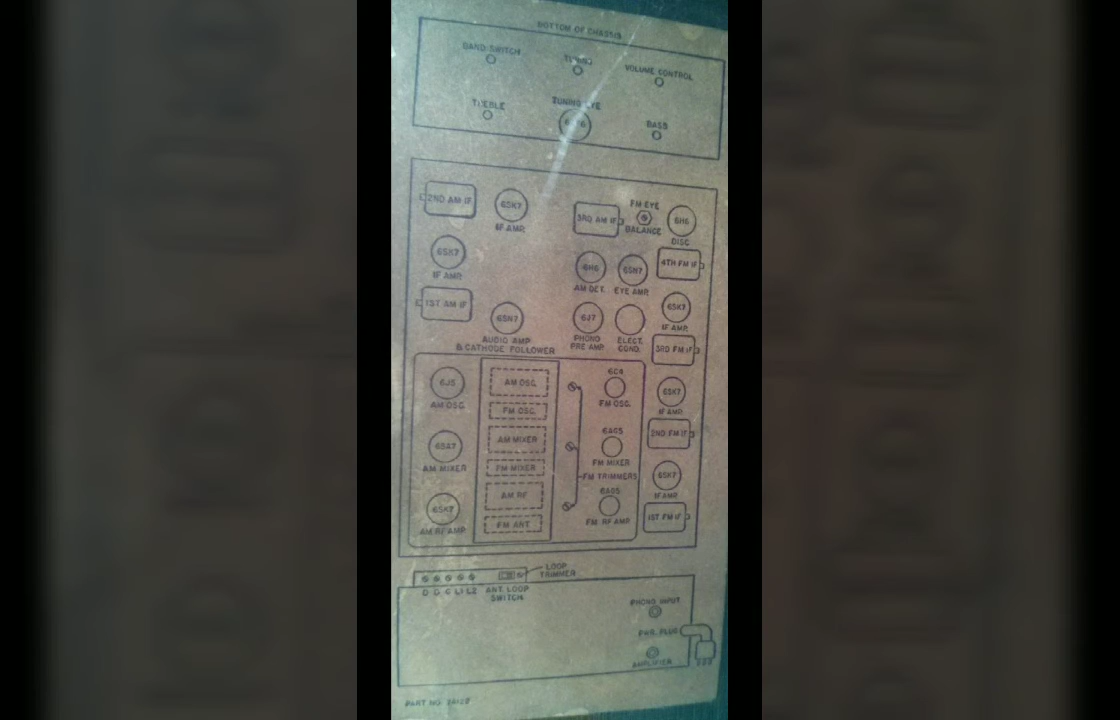 BOTTOM OF CHASSIS
BAND SWITCH
TUNING
VOLUME CONTROL
TREBLE
TUNING EYE
BASS
2ND AM IF
6SK7
IF AMP.
3RD AM IF
FM EYE
BALANCE
6H6
DISC
6SK7
IF AMP.
6H6
AM DET.
6SN7
EYE AMP.
4TH FM IF
1ST AM IF
6SN7
AUDIO AMP
& CATHODE FOLLOWER
6J7
PHONO
PRE AMP.
ELECT.
COND.
6SK7
IF AMP.
3RD FM IF
6J5
AM OSC.
AM OSC.
FM OSC.
6C4
FM OSC.
6SK7
IF AMP.
6SA7
AM MIXER
AM MIXER
FM MIXER
6AG5
FM MIXER
FM TRIMMERS
2ND FM IF
6SK7
IF AMP.
6SK7
AM RF AMP.
AM RF
FM ANT
6AG5
FM RF AMP.
1ST FM IF
LOOP
TRIMMER
D D G L1 L2
ANT. LOOP
SWITCH
PHONO INPUT
PWR. PLUG
AMPLIFIER
PART NO.